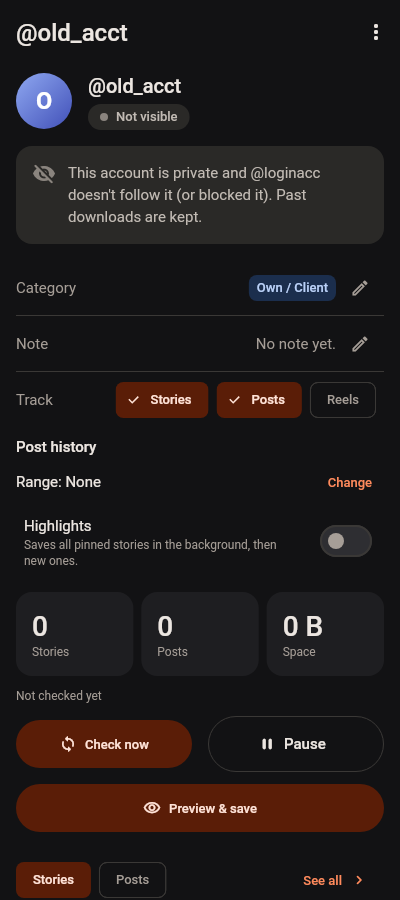 @old_acct
O
@old_acct
Not visible
This account is private and @loginacc
doesn't follow it (or blocked it). Past
downloads are kept.
Category
Own / Client
Note
No note yet.
Track
Stories
Posts
Reels
Post history
Range: None
Change
Highlights
Saves all pinned stories in the background, then
new ones.
0
Stories
0
Posts
0 B
Space
Not checked yet
Check now
Pause
Preview & save
Stories
Posts
See all